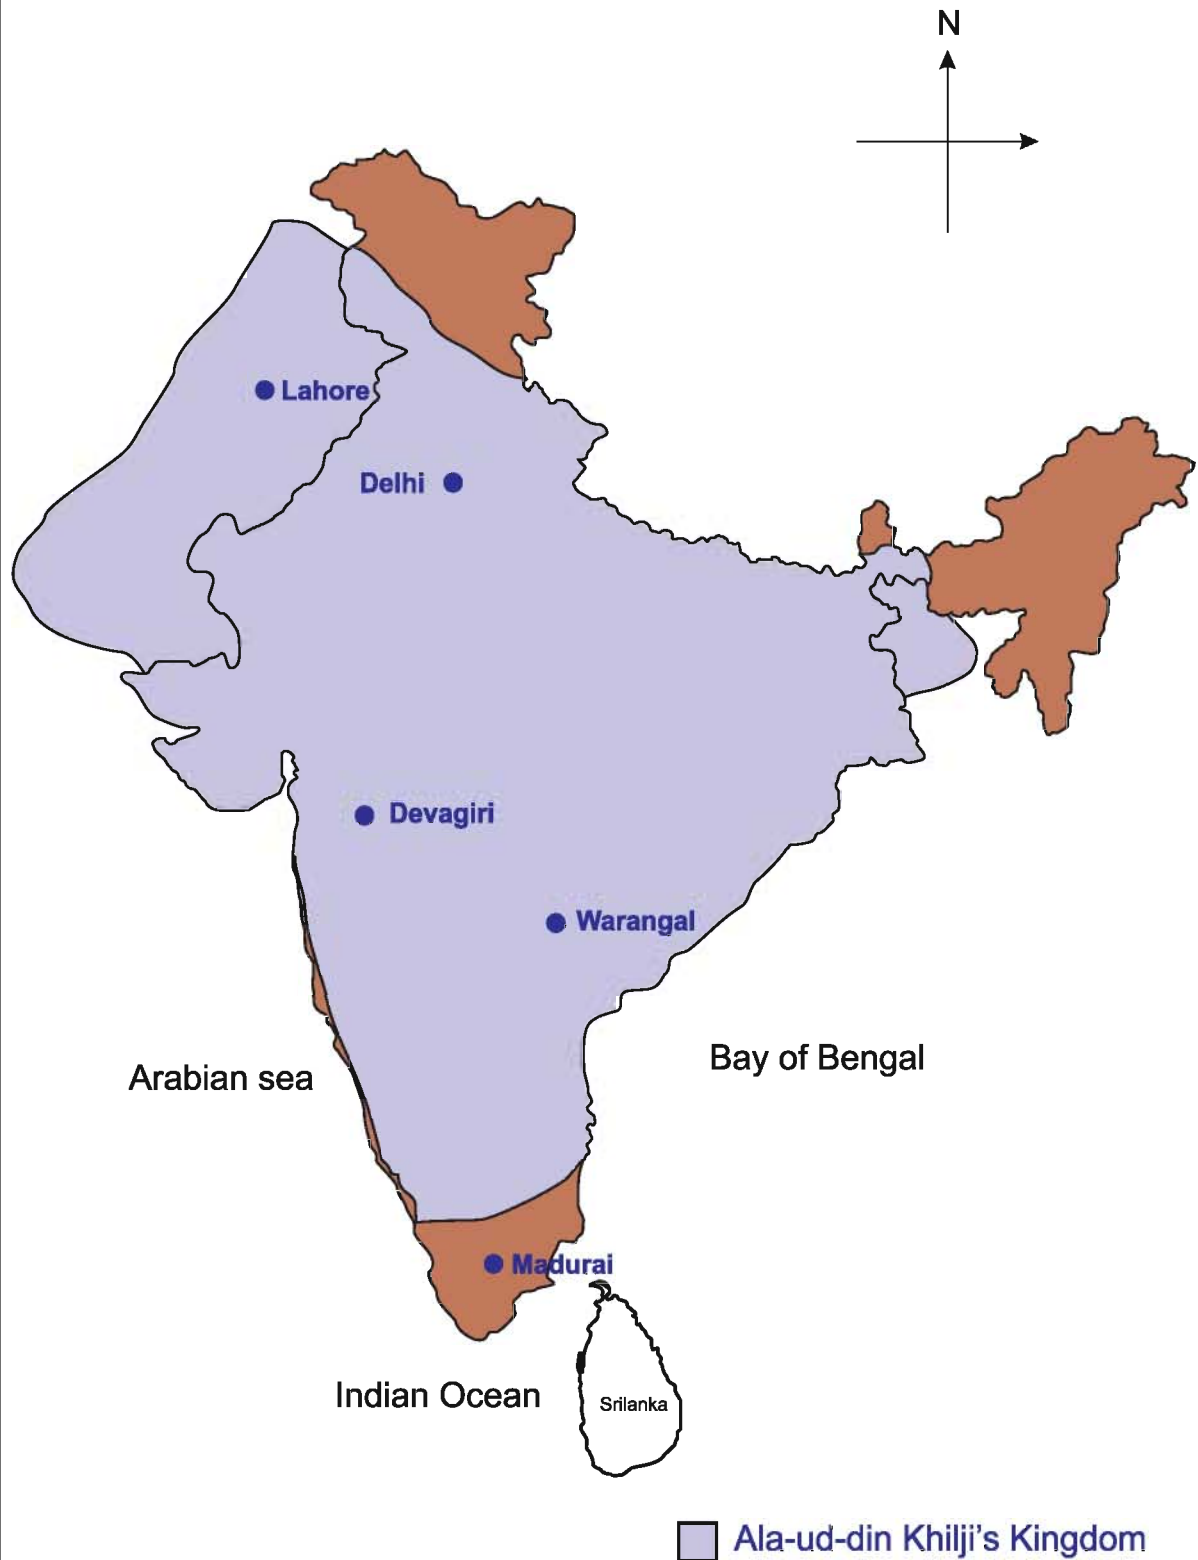 N
Lahore
Delhi
Devagiri
Warangal
Arabian sea
Bay of Bengal
Madurai
Indian Ocean
Srilanka
Ala-ud-din Khilji's Kingdom